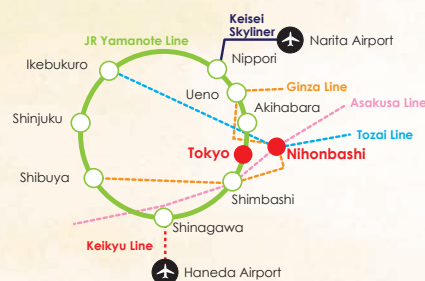 Keisei
Skyliner
JR Yamanote Line
Narita Airport
Nippori
Ikebukuro
Ueno
Ginza Line
Akihabara
Asakusa Line
Shinjuku
Tozai Line
Tokyo
Nihonbashi
Shibuya
Shimbashi
Shinagawa
Keikyu Line
Haneda Airport